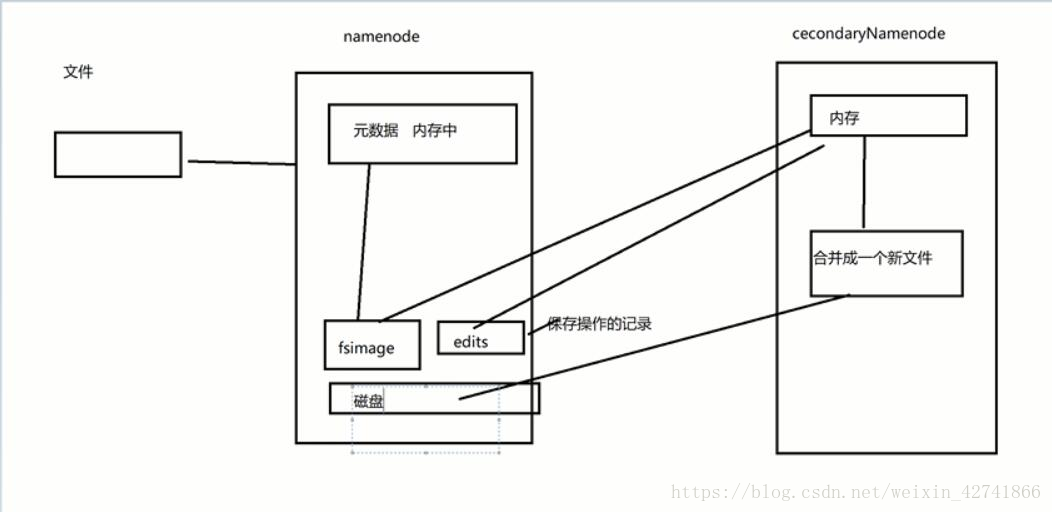 namenode
cecondaryNamenode
文件
元数据 内存中
内存
合并成一个新文件
保存操作的记录
fsimage
edits
磁盘
https://blog.csdn.net/weixin_42741866